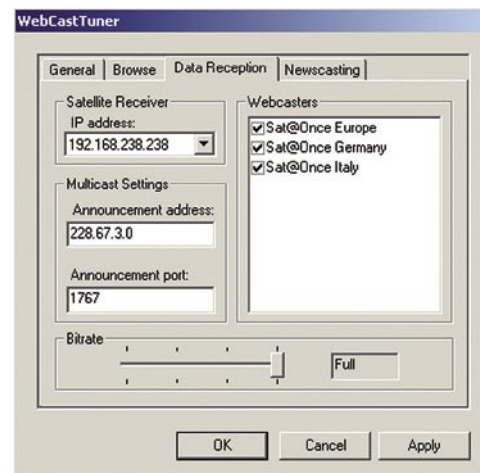 WebCastTuner
General
Browse
Data Reception
Newscasting
Satellite Receiver
IP address:
192.168.238.238
Multicast Settings
Announcement address:
228.67.3.0
Announcement port:
1767
Webcasters
Sat@Once Europe
Sat@Once Germany
Sat@Once Italy
Bitrate
Full
OK
Cancel
Apply